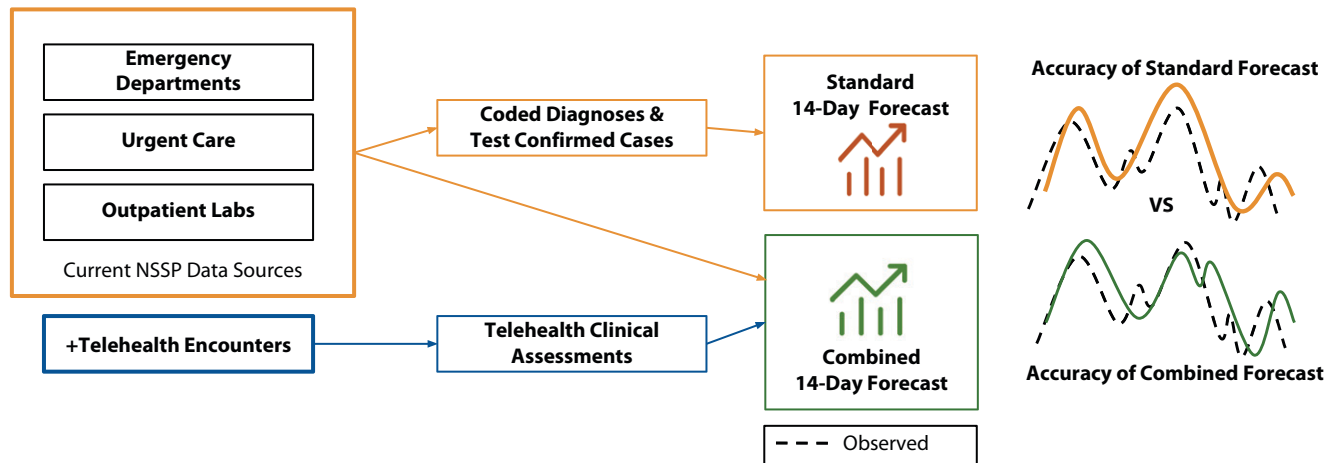 Emergency
Departments
Urgent Care
Outpatient Labs
Current NSSP Data Sources
+Telehealth Encounters
Coded Diagnoses &
Test Confirmed Cases
Telehealth Clinical
Assessments
Standard
14-Day Forecast
Combined
14-Day Forecast
Observed
Accuracy of Standard Forecast
VS
Accuracy of Combined Forecast